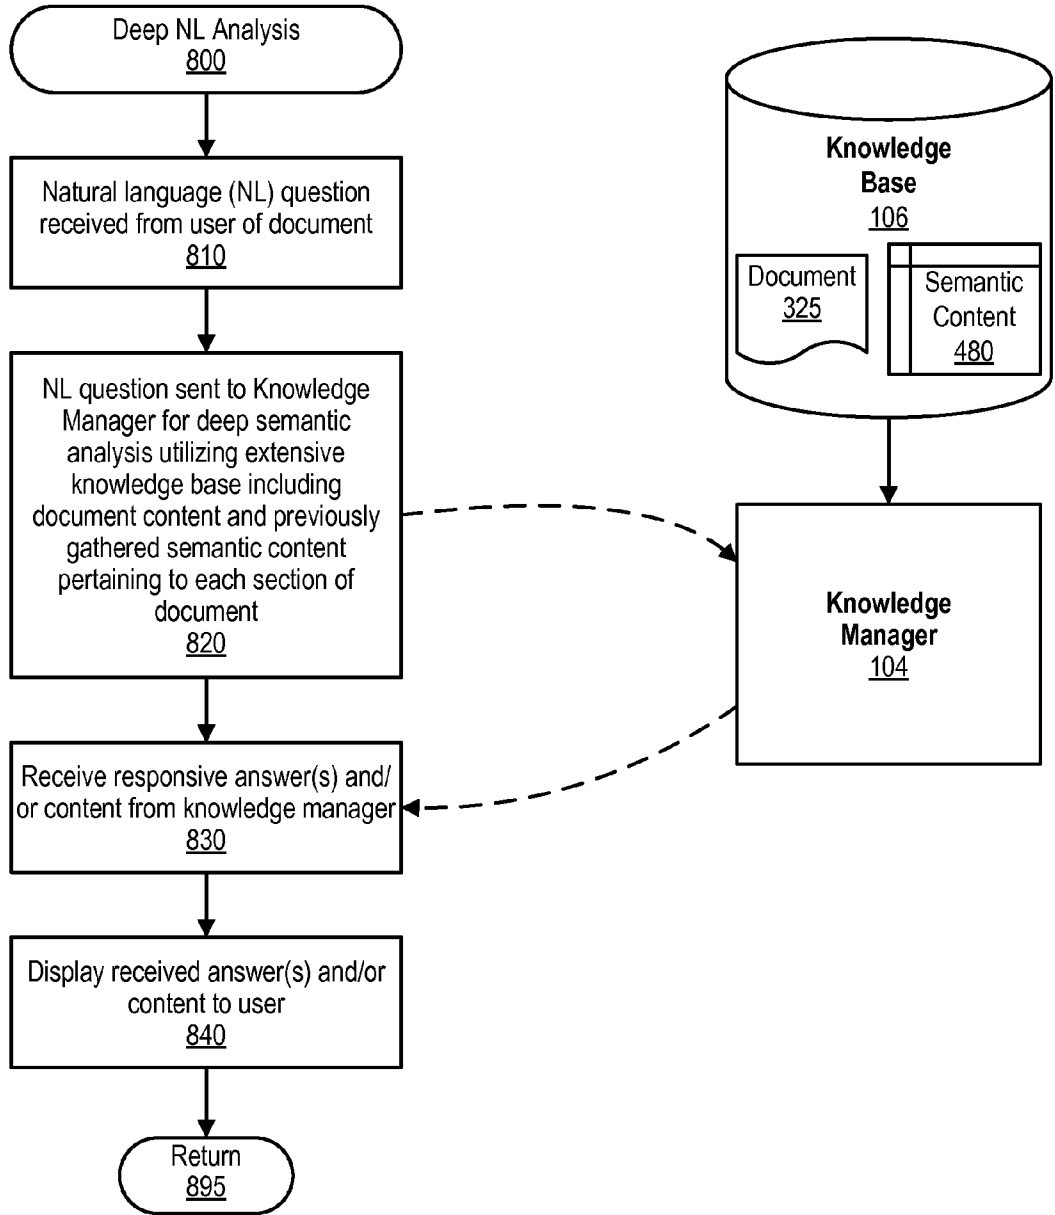 Deep NL Analysis
800
Natural language (NL) question
received from user of document
810
NL question sent to Knowledge
Manager for deep semantic
analysis utilizing extensive
knowledge base including
document content and previously
gathered semantic content
pertaining to each section of
document
820
Receive responsive answer(s) and/
or content from knowledge manager
830
Display received answer(s) and/or
content to user
840
Return
895
Knowledge
Base
106
Document
325
Semantic
Content
480
Knowledge
Manager
104